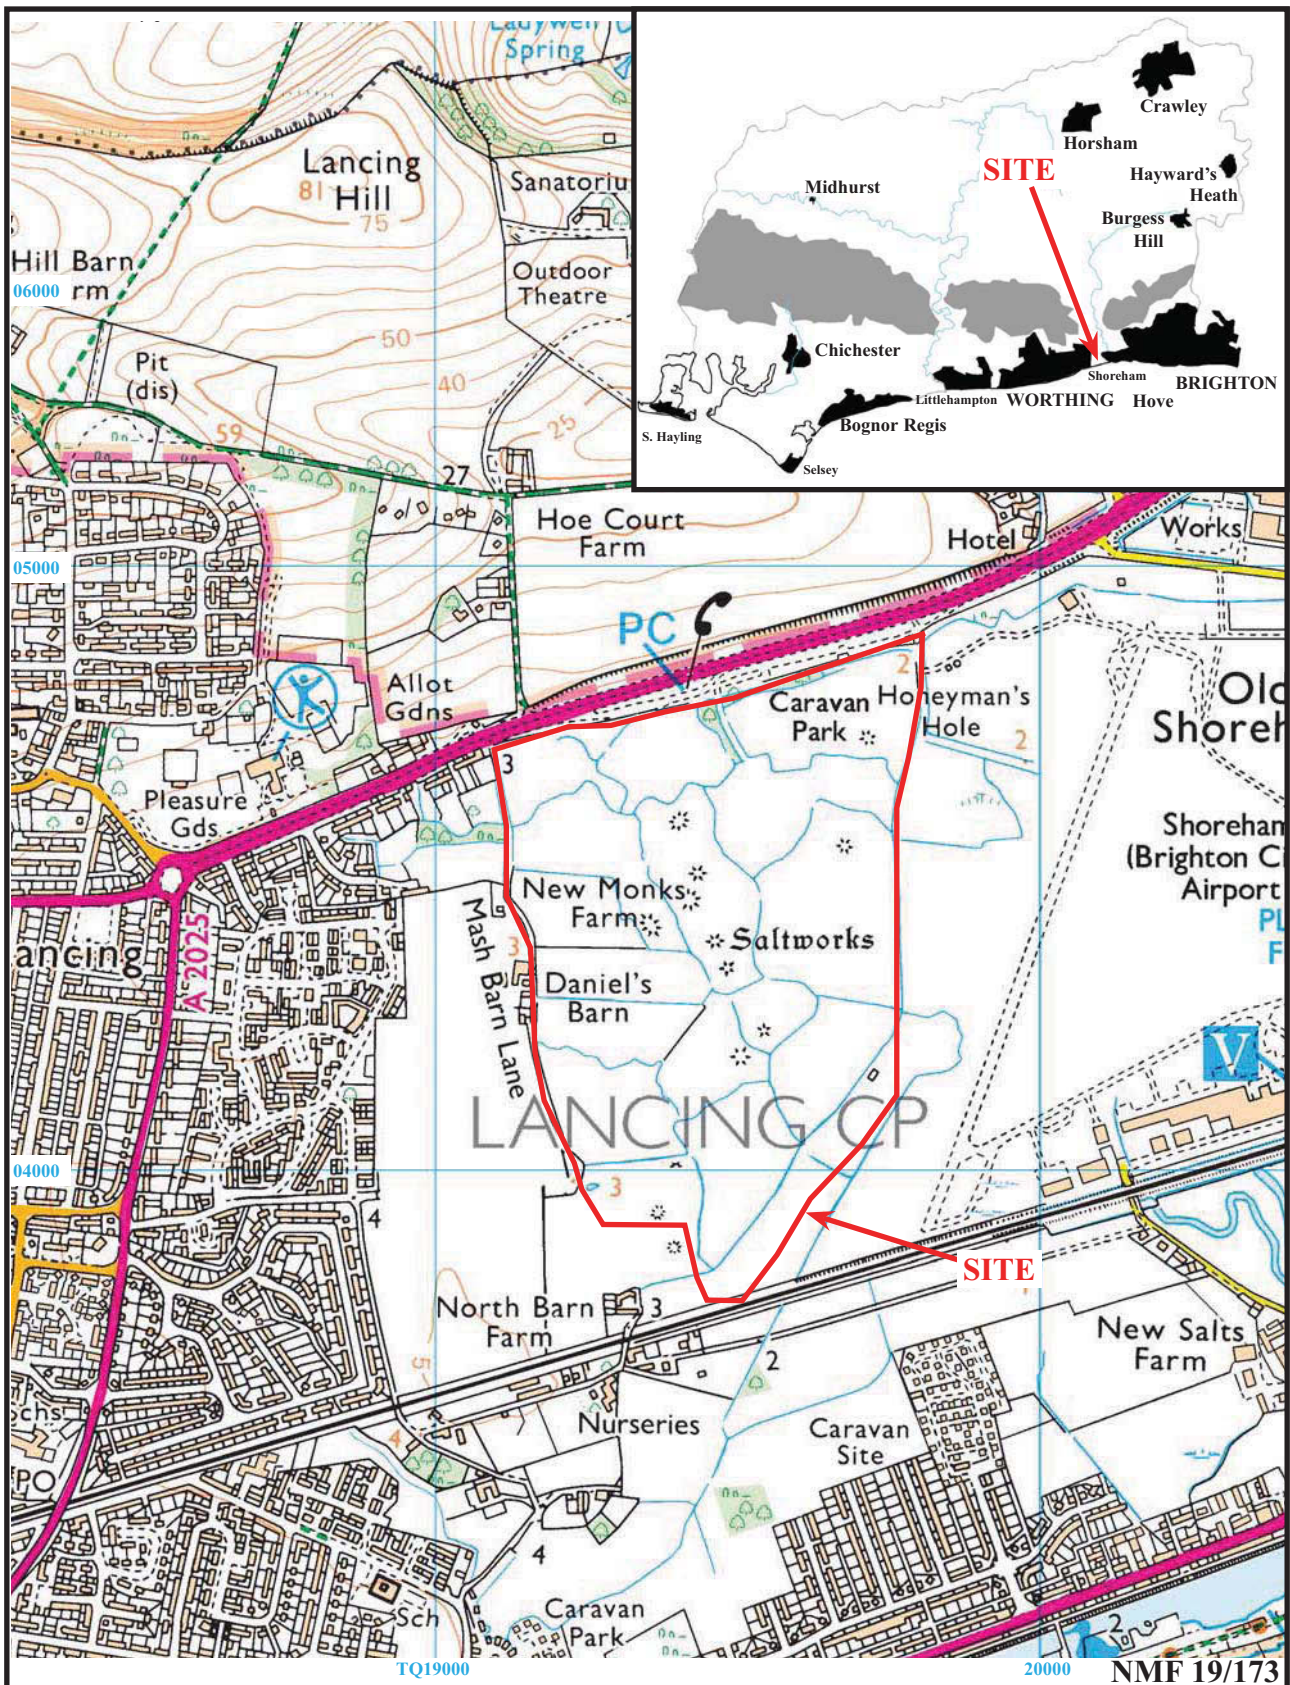 Ladywell
Spring
Lancing
Hill
81
75
Sanatoriu
Outdoor
Theatre
Hill Barn
rm
06000
50
40
25
Pit
(dis)
59
27
Hoe Court
Farm
Hotel
Works
05000
PC
Allot
Gdns
2
Caravan
Park
Honeyman's
Hole
2
Old
Shoreh
3
Pleasure
Gds
Shoreham
(Brighton Ci
Airport
PL
F
New Monks
Farm
Mash Barn Lane
3
Saltworks
ancing
A 2025
Daniel's
Barn
V
LANCING CP
04000
3
4
SITE
North Barn
Farm
3
5
2
New Salts
Farm
Nurseries
Caravan
Site
chs
PO
4
4
Sch
Caravan
Park
2
TQ19000
20000
NMF 19/173
Crawley
Horsham
SITE
Hayward's
Heath
Midhurst
Burgess
Hill
Chichester
Shoreham
BRIGHTON
Littlehampton
WORTHING
Hove
S. Hayling
Bognor Regis
Selsey